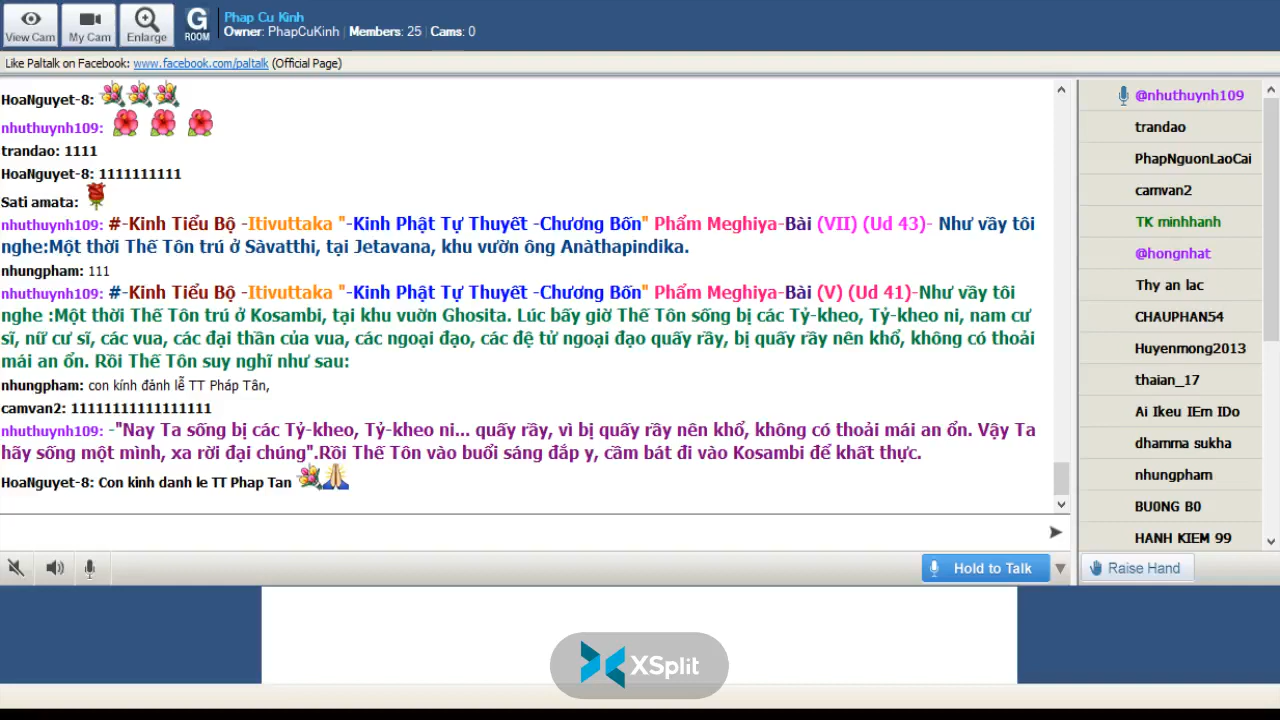 View Cam
My Cam
Enlarge
G
ROOM
Phap Cu Kinh
Owner: PhapCuKinh | Members: 25 | Cams: 0
Like Paltalk on Facebook: www.facebook.com/paltalk (Official Page)
HoaNguyet-8:
nhuthuynh109:
trandao: 1111
HoaNguyet-8: 1111111111
Sati amata:
nhuthuynh109: #-Kinh Tiểu Bộ -Itivuttaka "-Kinh Phật Tự Thuyết -Chương Bốn" Phẩm Meghiya-Bài (VII) (Ud 43)- Như vầy tôi
nghe:Một thời Thế Tôn trú ở Sàvatthi, tại Jetavana, khu vườn ông Anàthapindika.
nhungpham: 111
nhuthuynh109: #-Kinh Tiểu Bộ -Itivuttaka "-Kinh Phật Tự Thuyết -Chương Bốn" Phẩm Meghiya-Bài (V) (Ud 41)-Như vầy tôi
nghe :Một thời Thế Tôn trú ở Kosambi, tại khu vườn Ghosita. Lúc bấy giờ Thế Tôn sống bị các Tỷ-kheo, Tỷ-kheo ni, nam cư
sĩ, nữ cư sĩ, các vua, các đại thần của vua, các ngoại đạo, các đệ tử ngoại đạo quấy rầy, bị quấy rầy nên khổ, không có thoải
mái an ổn. Rồi Thế Tôn suy nghĩ như sau:
nhungpham: con kính đảnh lễ TT Pháp Tân,
camvan2: 11111111111111111
nhuthuynh109: -"Nay Ta sống bị các Tỷ-kheo, Tỷ-kheo ni... quấy rầy, vì bị quấy rầy nên khổ, không có thoải mái an ổn. Vậy Ta
hãy sống một mình, xa rời đại chúng".Rồi Thế Tôn vào buổi sáng đắp y, cầm bát đi vào Kosambi để khất thực.
HoaNguyet-8: Con kinh danh le TT Phap Tan
Hold to Talk
@nhuthuynh109
trandao
PhapNguonLaoCai
camvan2
TK minhhanh
@hongnhat
Thy an lac
CHAUPHAN54
Huyenmong2013
thaian_17
Ai Ikeu IEm IDo
dhamma sukha
nhungpham
BU0NG B0
HANH KIEM 99
Raise Hand
XSplit